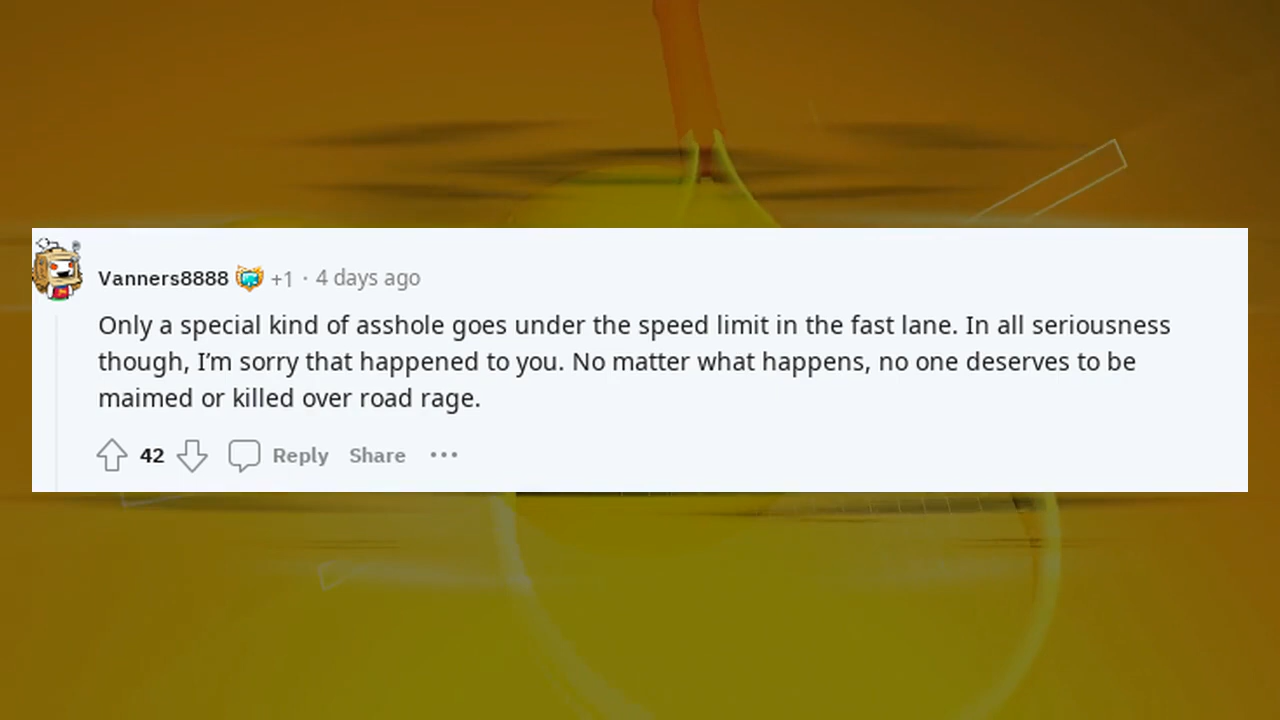 Vanners8888 +1 · 4 days ago
Only a special kind of asshole goes under the speed limit in the fast lane. In all seriousness
though, I’m sorry that happened to you. No matter what happens, no one deserves to be
maimed or killed over road rage.
42 Reply Share ···